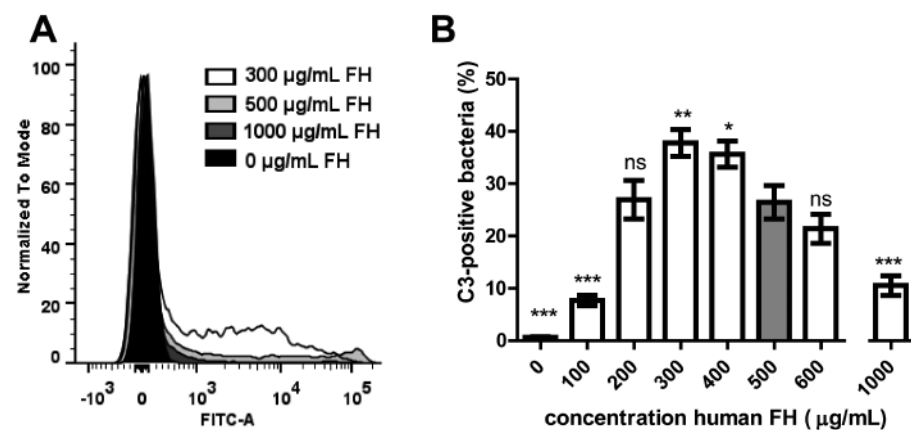 A
Normalized To Mode
100
80
60
40
20
0
-10³
0
10³
10⁴
10⁵
FITC-A
300 µg/mL FH
500 µg/mL FH
1000 µg/mL FH
0 µg/mL FH
B
C3-positive bacteria (%)
50
40
30
20
10
0
***
***
ns
**
*
ns
***
0
100
200
300
400
500
600
1000
concentration human FH ( µg/mL)